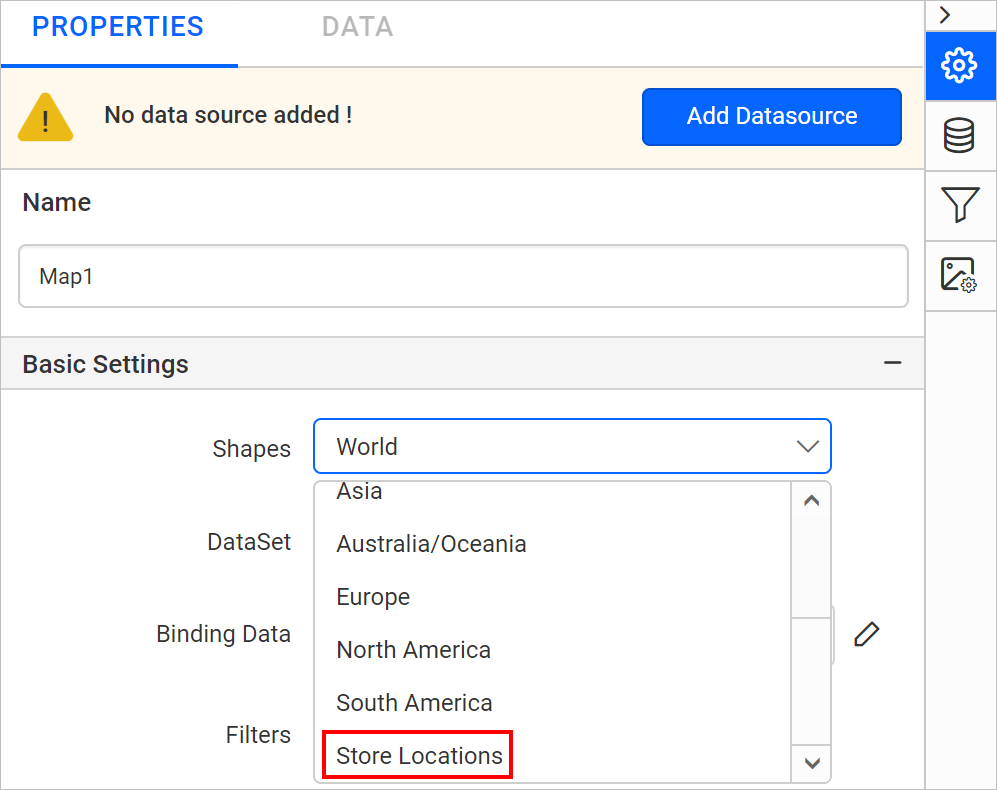 PROPERTIES DATA
No data source added !
Add Datasource
Name
Map1
Basic Settings
Shapes World
Asia
DataSet Australia/Oceania
Europe
Binding Data North America
South America
Filters Store Locations